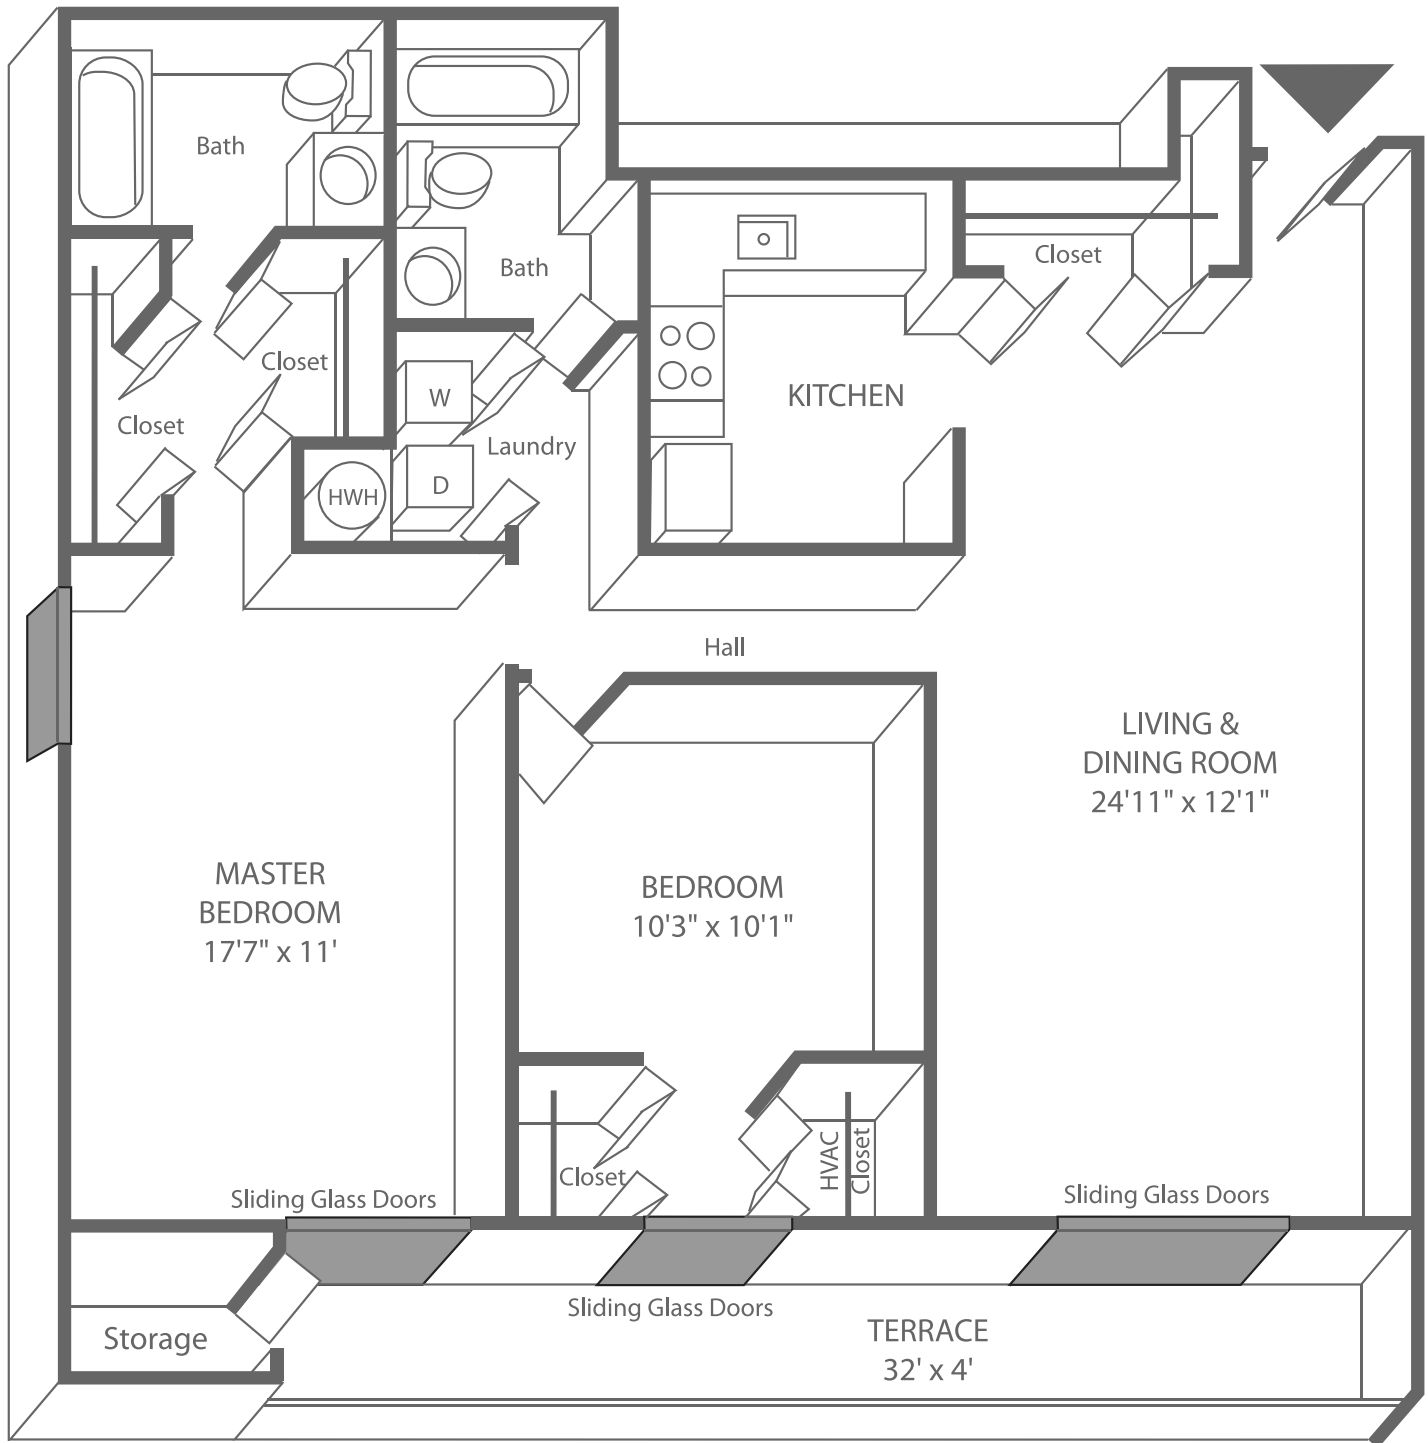 Bath
Bath
Closet
Closet
Closet
W
Laundry
D
HWH
KITCHEN
Hall
LIVING &
DINING ROOM
24'11" x 12'1"
MASTER
BEDROOM
17'7" x 11'
BEDROOM
10'3" x 10'1"
Closet
HVAC
Closet
Sliding Glass Doors
Sliding Glass Doors
Sliding Glass Doors
Storage
TERRACE
32' x 4'